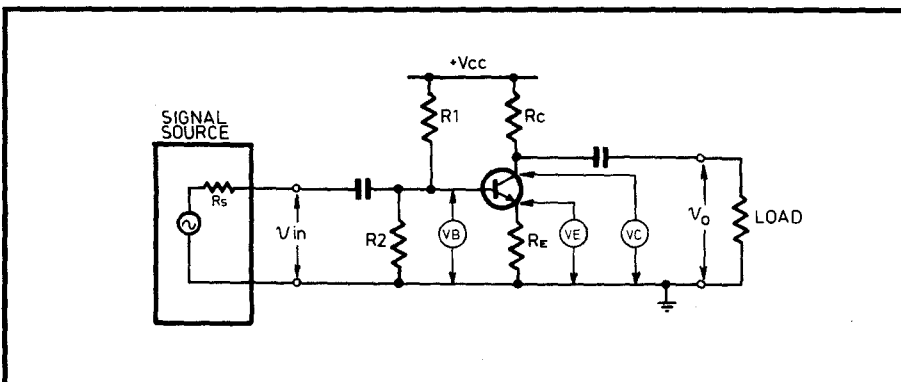 +Vcc
R1
Rc
SIGNAL
SOURCE
Rs
Vin
R2
VB
RE
VE
VC
Vo
LOAD